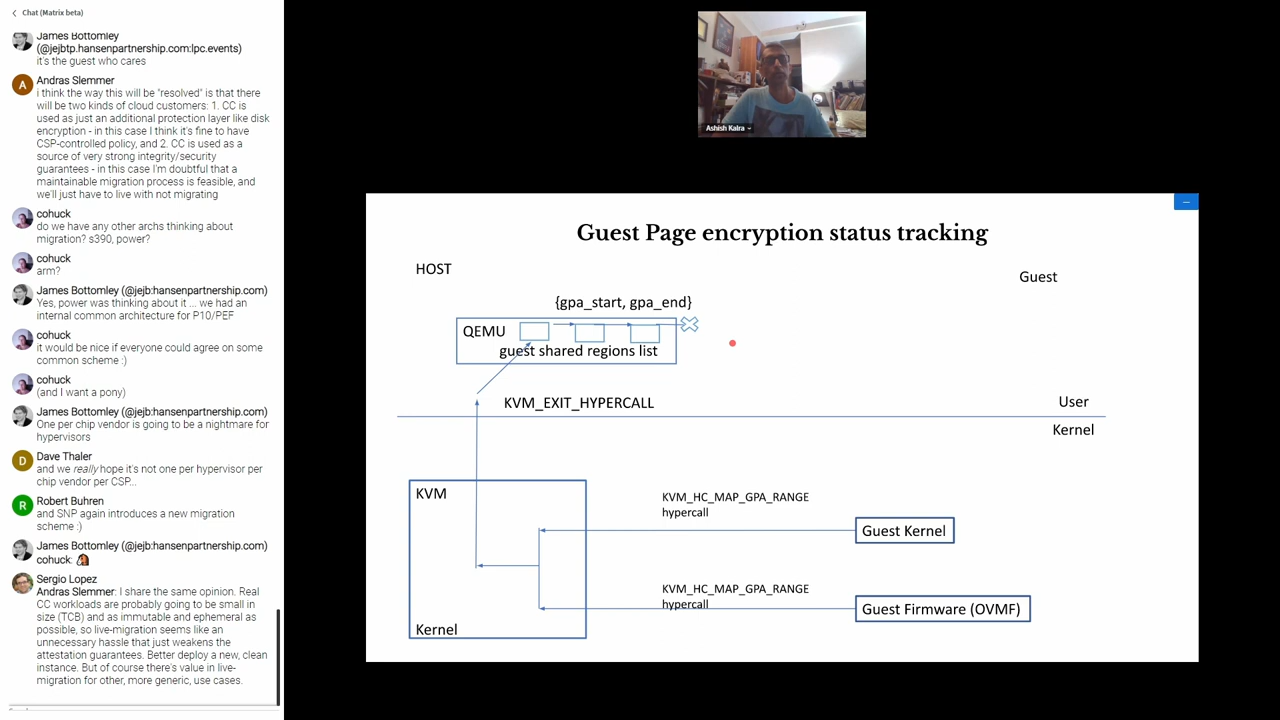 Chat (Matrix beta)
James Bottomley
(@jejbtp.hansenpartnership.com:lpc.events)
it's the guest who cares
Andras Slemmer
i think the way this will be "resolved" is that there
will be two kinds of cloud customers: 1. CC is
used as just an additional protection layer like disk
encryption - in this case I think it's fine to have
CSP-controlled policy, and 2. CC is used as a
source of very strong integrity/security
guarantees - in this case I'm doubtful that a
maintainable migration process is feasible, and
we'll just have to live with not migrating
cohuck
do we have any other archs thinking about
migration? s390, power?
cohuck
arm?
James Bottomley (@jejb:hansenpartnership.com)
Yes, power was thinking about it ... we had an
internal common architecture for P10/PEF
cohuck
it would be nice if everyone could agree on some
common scheme :)
cohuck
(and I want a pony)
James Bottomley (@jejb:hansenpartnership.com)
One per chip vendor is going to be a nightmare for
hypervisors
Dave Thaler
and we really hope it's not one per hypervisor per
chip vendor per CSP...
Robert Buhren
and SNP again introduces a new migration
scheme :)
James Bottomley (@jejb:hansenpartnership.com)
cohuck: 🐴
Sergio Lopez
Andras Slemmer: I share the same opinion. Real
CC workloads are probably going to be small in
size (TCB) and as immutable and ephemeral as
possible, so live-migration seems like an
unnecessary hassle that just weakens the
attestation guarantees. Better deploy a new, clean
instance. But of course there's value in live-
migration for other, more generic, use cases.
Ashish Kalra
Guest Page encryption status tracking
HOST
Guest
{gpa_start, gpa_end}
QEMU
guest shared regions list
KVM_EXIT_HYPERCALL
User
Kernel
KVM
KVM_HC_MAP_GPA_RANGE
hypercall
Guest Kernel
KVM_HC_MAP_GPA_RANGE
hypercall
Guest Firmware (OVMF)
Kernel